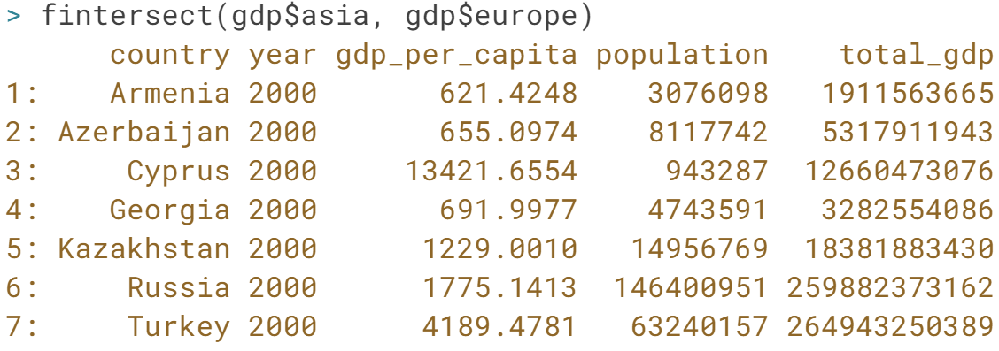 > fintersect(gdp$asia, gdp$europe)
country year gdp_per_capita population total_gdp
1: Armenia 2000 621.4248 3076098 1911563665
2: Azerbaijan 2000 655.0974 8117742 5317911943
3: Cyprus 2000 13421.6554 943287 12660473076
4: Georgia 2000 691.9977 4743591 3282554086
5: Kazakhstan 2000 1229.0010 14956769 18381883430
6: Russia 2000 1775.1413 146400951 259882373162
7: Turkey 2000 4189.4781 63240157 264943250389